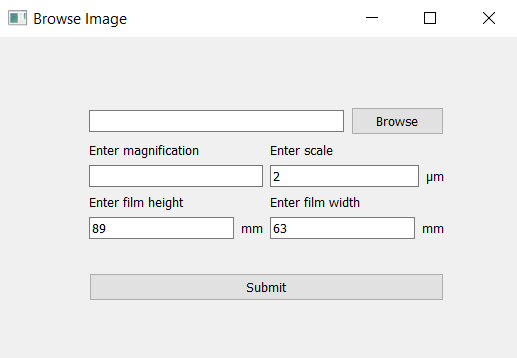 Browse Image
Browse
Enter magnification Enter scale
2 µm
Enter film height Enter film width
89 mm 63 mm
Submit